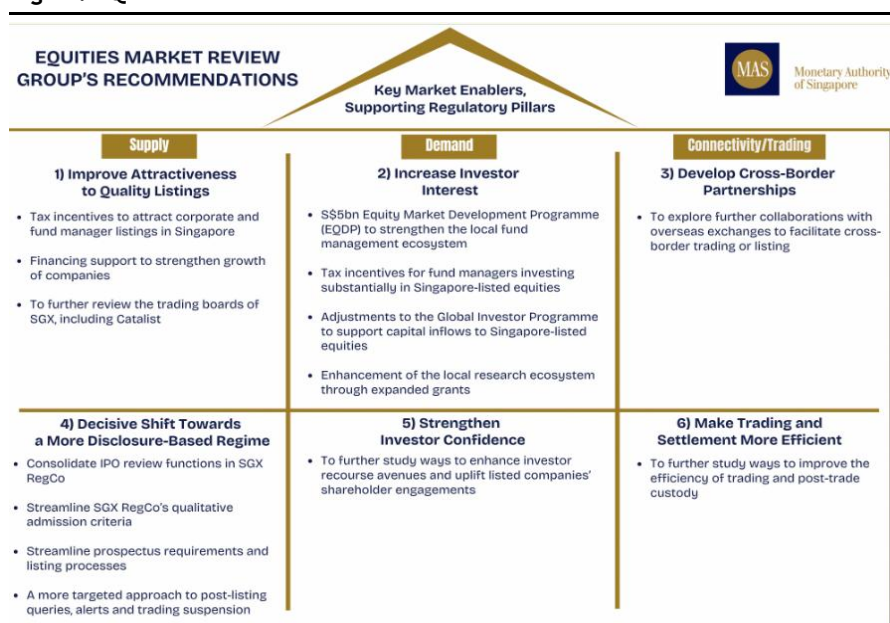 EQUITIES MARKET REVIEW
GROUP'S RECOMMENDATIONS
Key Market Enablers,
Supporting Regulatory Pillars
MAS
Monetary Authority
of Singapore
Supply
1) Improve Attractiveness
to Quality Listings
• Tax incentives to attract corporate and
fund manager listings in Singapore
• Financing support to strengthen growth
of companies
• To further review the trading boards of
SGX, including Catalist
Demand
2) Increase Investor
Interest
• S$5bn Equity Market Development Programme
(EQDP) to strengthen the local fund
management ecosystem
• Tax incentives for fund managers investing
substantially in Singapore-listed equities
• Adjustments to the Global Investor Programme
to support capital inflows to Singapore-listed
equities
• Enhancement of the local research ecosystem
through expanded grants
Connectivity/Trading
3) Develop Cross-Border
Partnerships
• To explore further collaborations with
overseas exchanges to facilitate cross-
border trading or listing
4) Decisive Shift Towards
a More Disclosure-Based Regime
• Consolidate IPO review functions in SGX
RegCo
• Streamline SGX RegCo's qualitative
admission criteria
• Streamline prospectus requirements and
listing processes
• A more targeted approach to post-listing
queries, alerts and trading suspension
5) Strengthen
Investor Confidence
• To further study ways to enhance investor
recourse avenues and uplift listed companies'
shareholder engagements
6) Make Trading and
Settlement More Efficient
• To further study ways to improve the
efficiency of trading and post-trade
custody